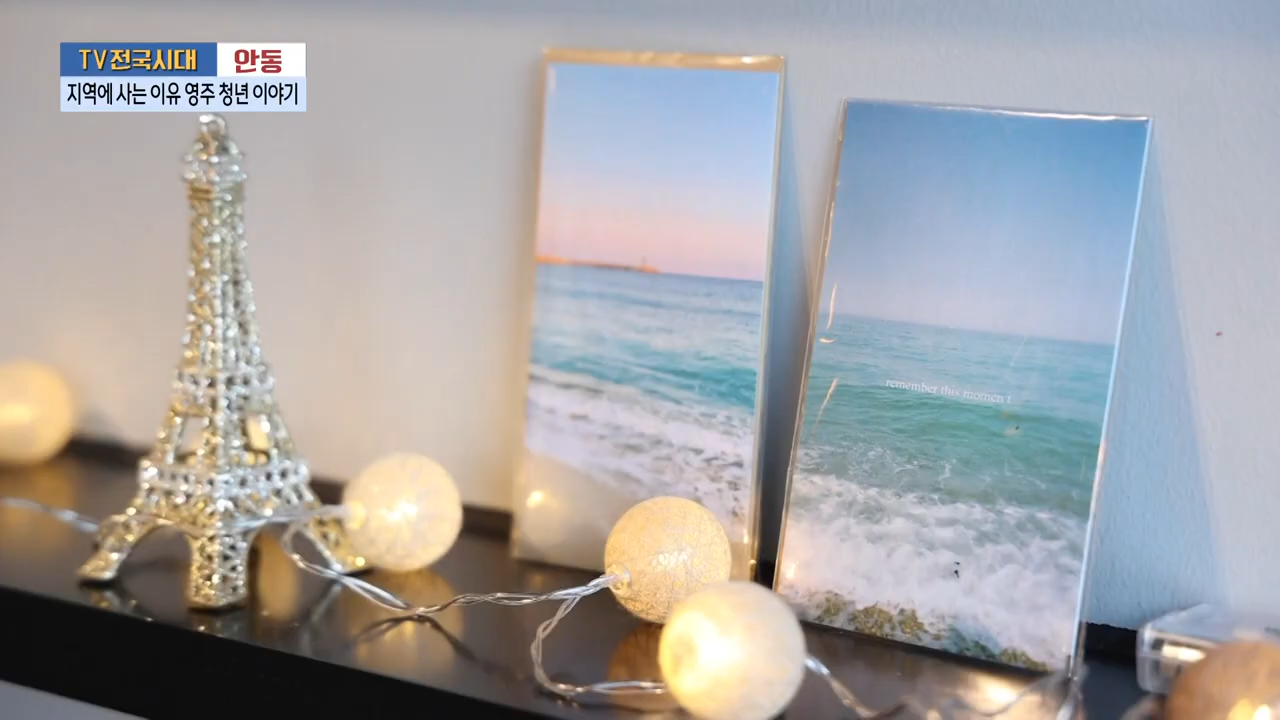 TV전국시대 안동
지역에 사는 이유 영주 청년 이야기
remember this momen't